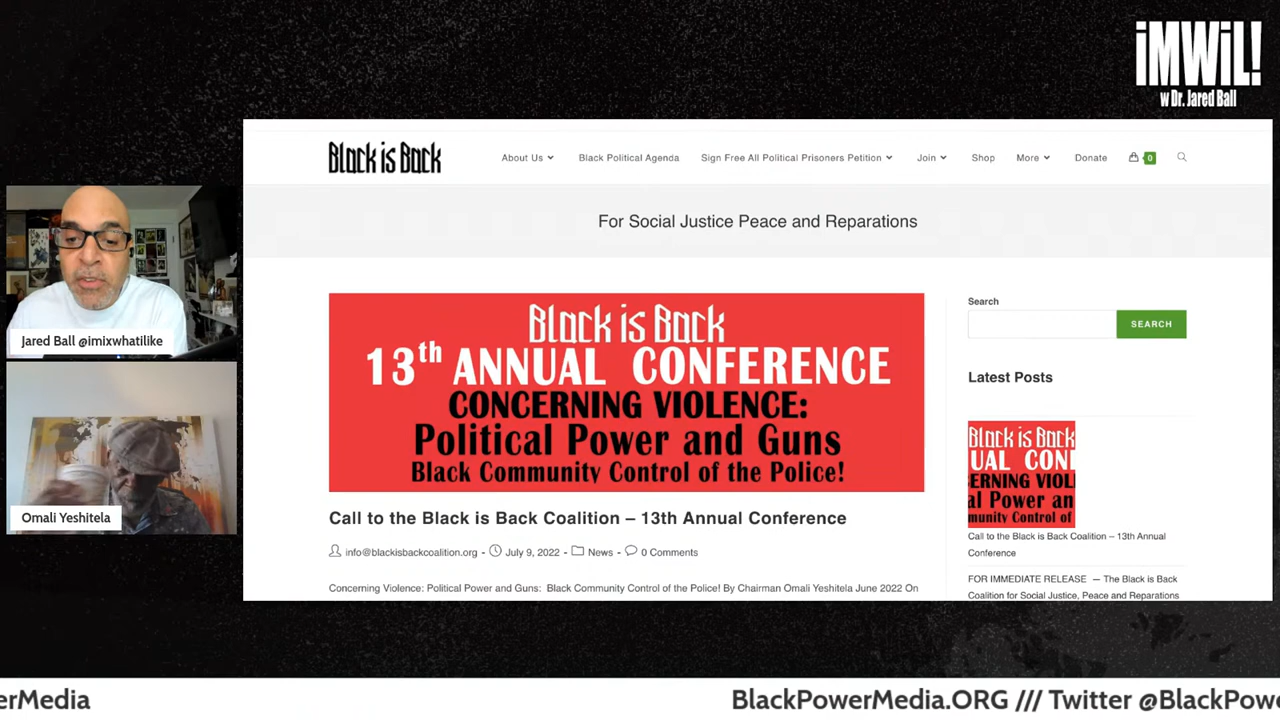 iMWiL!
w Dr. Jared Ball
Black is Back
About Us
Black Political Agenda
Sign Free All Political Prisoners Petition
Join
Shop
More
Donate
0
For Social Justice Peace and Reparations
Jared Ball @imixwhatilike
Omali Yeshitela
Black is Back
13th ANNUAL CONFERENCE
CONCERNING VIOLENCE:
Political Power and Guns
Black Community Control of the Police!
Call to the Black is Back Coalition – 13th Annual Conference
info@blackisbackcoalition.org - July 9, 2022 - News - 0 Comments
Concerning Violence: Political Power and Guns: Black Community Control of the Police! By Chairman Omali Yeshitela June 2022 On
Search
SEARCH
Latest Posts
Black is Back
UAL CON
ERNING VIOL
al Power an
munity Control of
Call to the Black is Back Coalition – 13th Annual
Conference
FOR IMMEDIATE RELEASE — The Black is Back
Coalition for Social Justice, Peace and Reparations
erMedia
BlackPowerMedia.ORG /// Twitter @BlackPowe